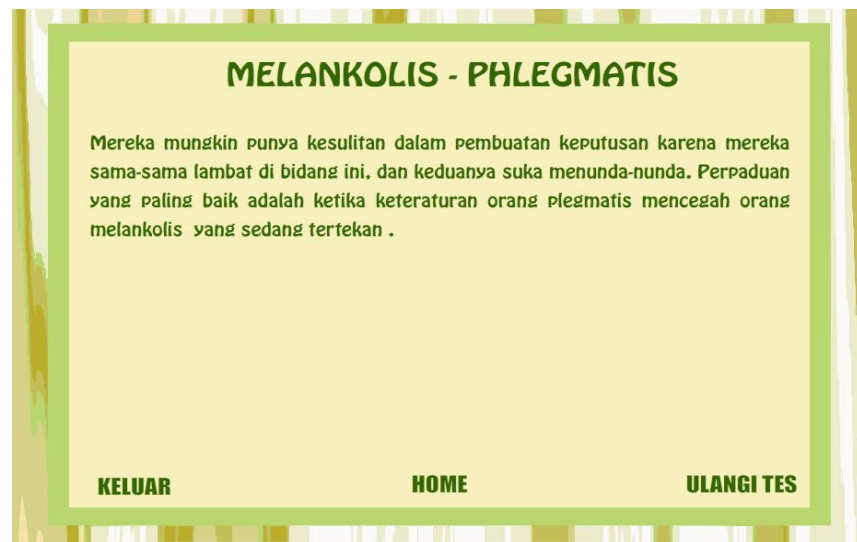 MELANKOLIS - PHLEGMATIS
Mereka mungkin punya kesulitan dalam pembuatan keputusan karena mereka
sama-sama lambat di bidang ini, dan keduanya suka menunda-nunda. Perpaduan
yang paling baik adalah ketika keteraturan orang plegmatis mencegah orang
melankolis yang sedang tertekan .
KELUAR HOME ULANGI TES